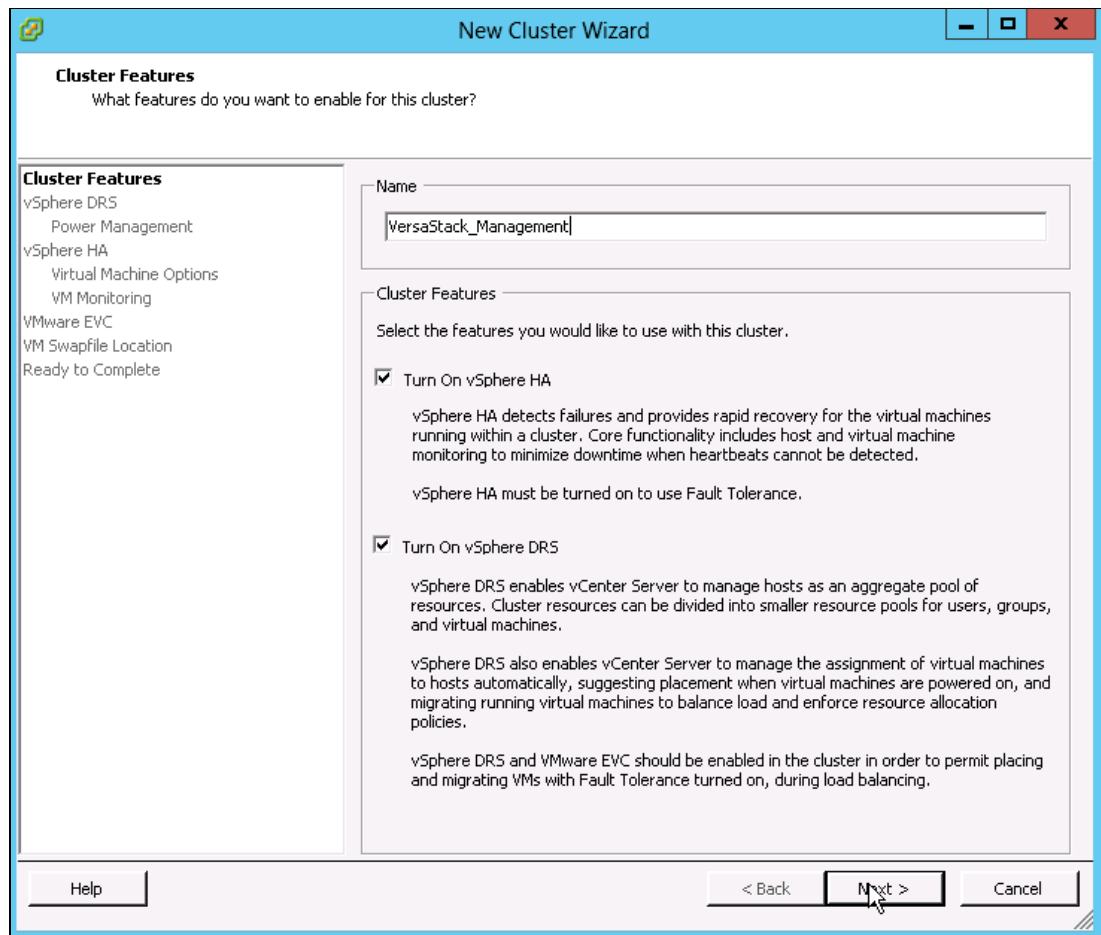 New Cluster Wizard
Cluster Features
What features do you want to enable for this cluster?
Cluster Features
vSphere DRS
Power Management
vSphere HA
Virtual Machine Options
VM Monitoring
VMware EVC
VM Swapfile Location
Ready to Complete
Name
VersaStack_Management
Cluster Features
Select the features you would like to use with this cluster.
Turn On vSphere HA
vSphere HA detects failures and provides rapid recovery for the virtual machines
running within a cluster. Core functionality includes host and virtual machine
monitoring to minimize downtime when heartbeats cannot be detected.
vSphere HA must be turned on to use Fault Tolerance.
Turn On vSphere DRS
vSphere DRS enables vCenter Server to manage hosts as an aggregate pool of
resources. Cluster resources can be divided into smaller resource pools for users, groups,
and virtual machines.
vSphere DRS also enables vCenter Server to manage the assignment of virtual machines
to hosts automatically, suggesting placement when virtual machines are powered on, and
migrating running virtual machines to balance load and enforce resource allocation
policies.
vSphere DRS and VMware EVC should be enabled in the cluster in order to permit placing
and migrating VMs with Fault Tolerance turned on, during load balancing.
Help
< Back
Next >
Cancel